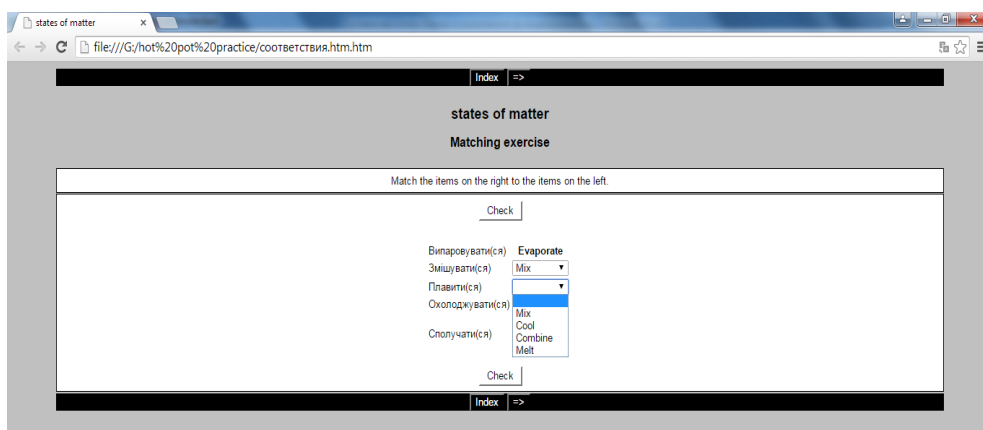 states of matter
file:///G:/hot%20pot%20practice/соответствия.htm.htm
Index =>
states of matter
Matching exercise
Match the items on the right to the items on the left.
Check
Випаровувати(ся) Evaporate
Змішувати(ся) Mix
Плавити(ся)
Охолоджувати(ся)
Mix
Cool
Сполучати(ся) Combine
Melt
Check
Index =>